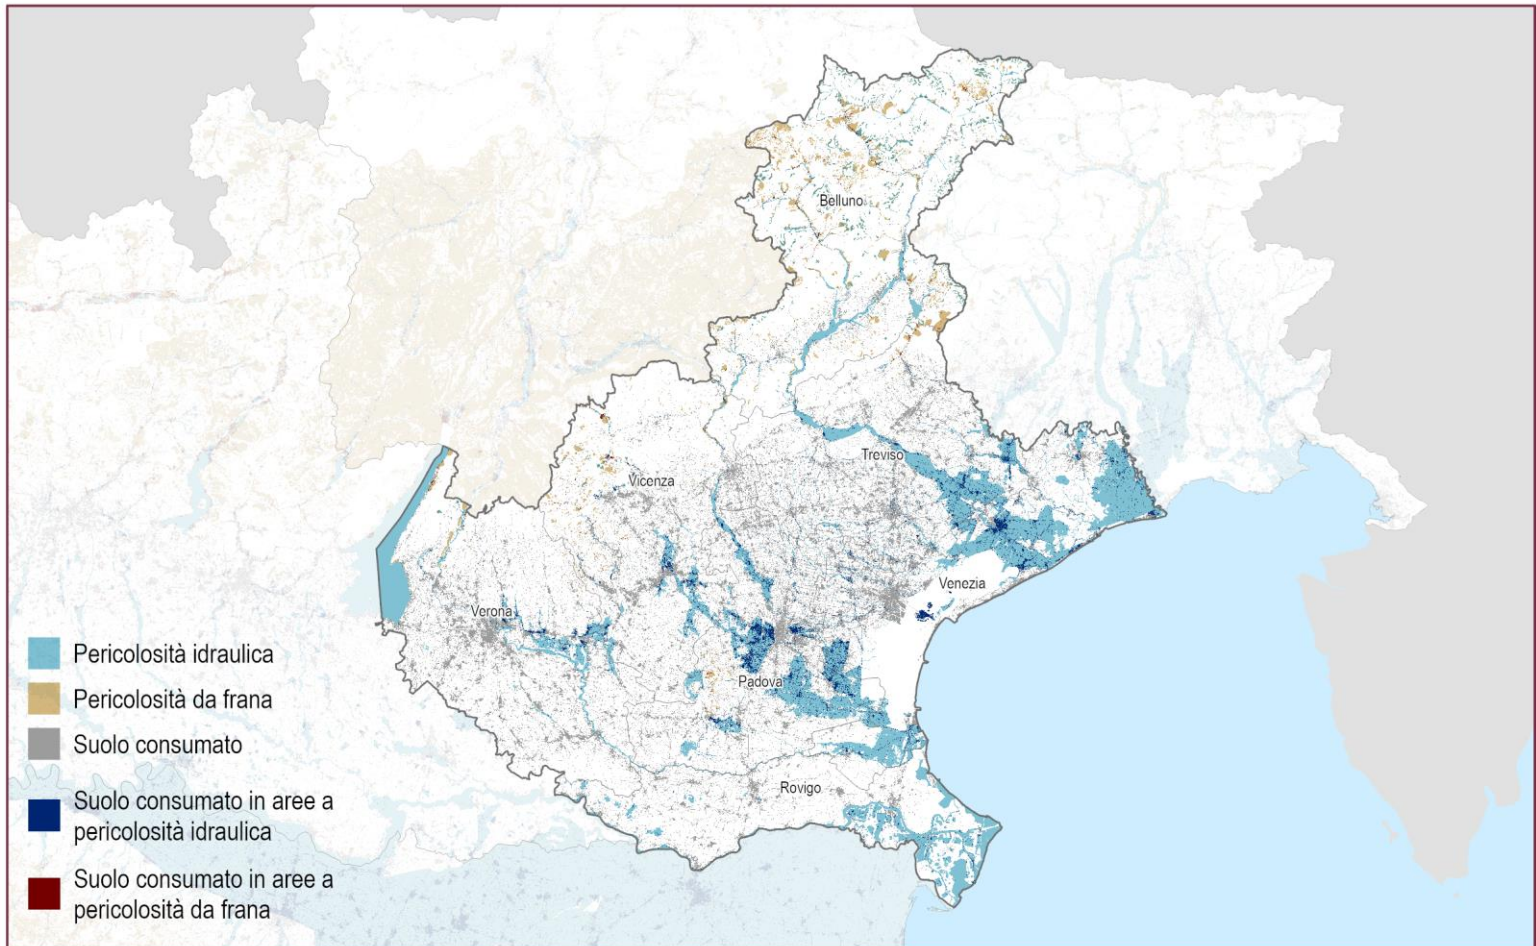 Belluno
Treviso
Vicenza
Venezia
Verona
Padova
Rovigo
Pericolosità idraulica
Pericolosità da frana
Suolo consumato
Suolo consumato in aree a
pericolosità idraulica
Suolo consumato in aree a
pericolosità da frana